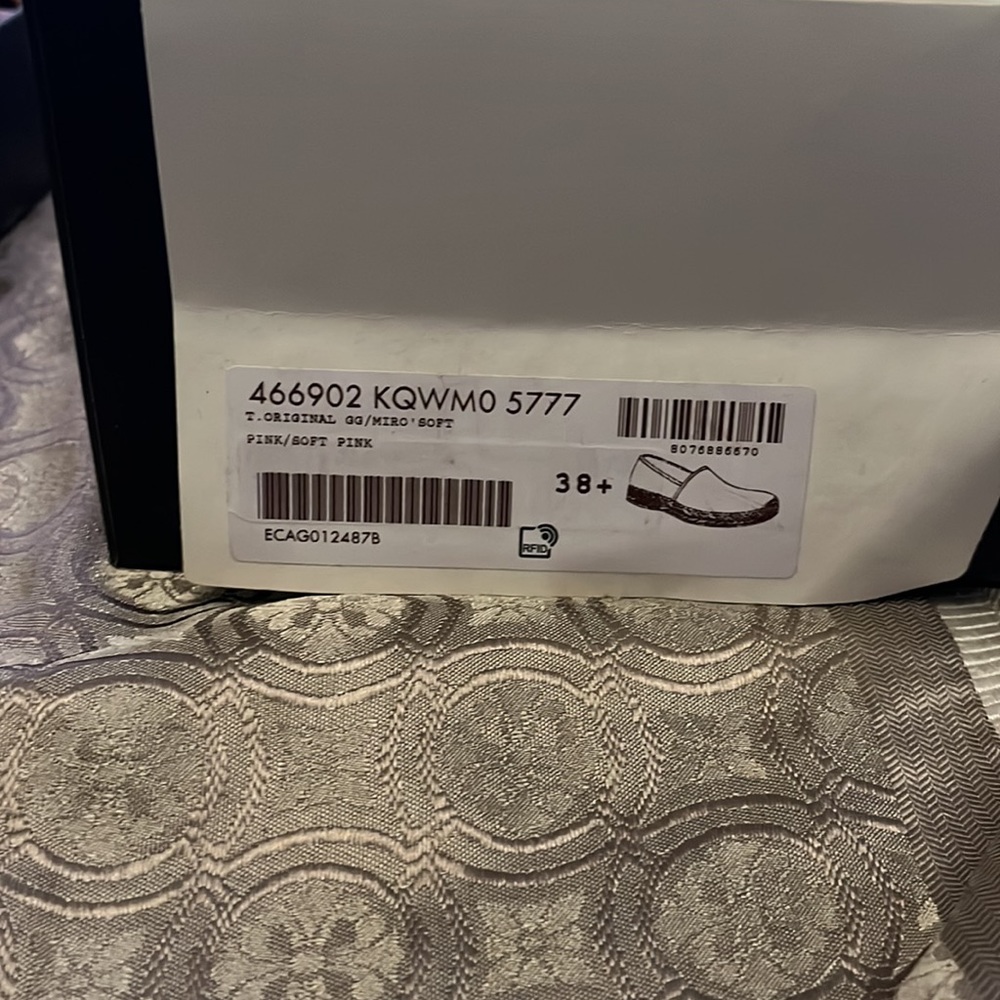 466902 KQWM0 5777
T.ORIGINAL GG/MIRO'SOFT
PINK/SOFT PINK
8076886670
38+
ECAG012487B
RFID